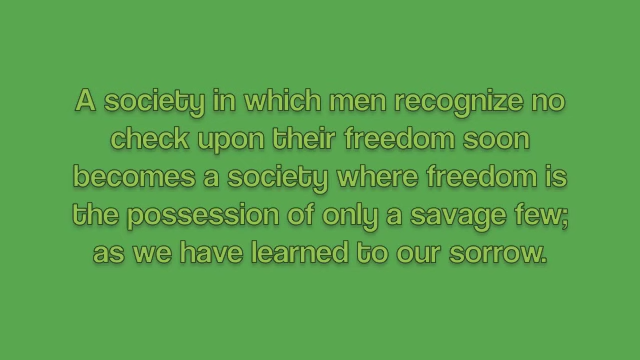 A society in which men recognize no
check upon their freedom soon
becomes a society where freedom is
the possession of only a savage few;
as we have learned to our sorrow.